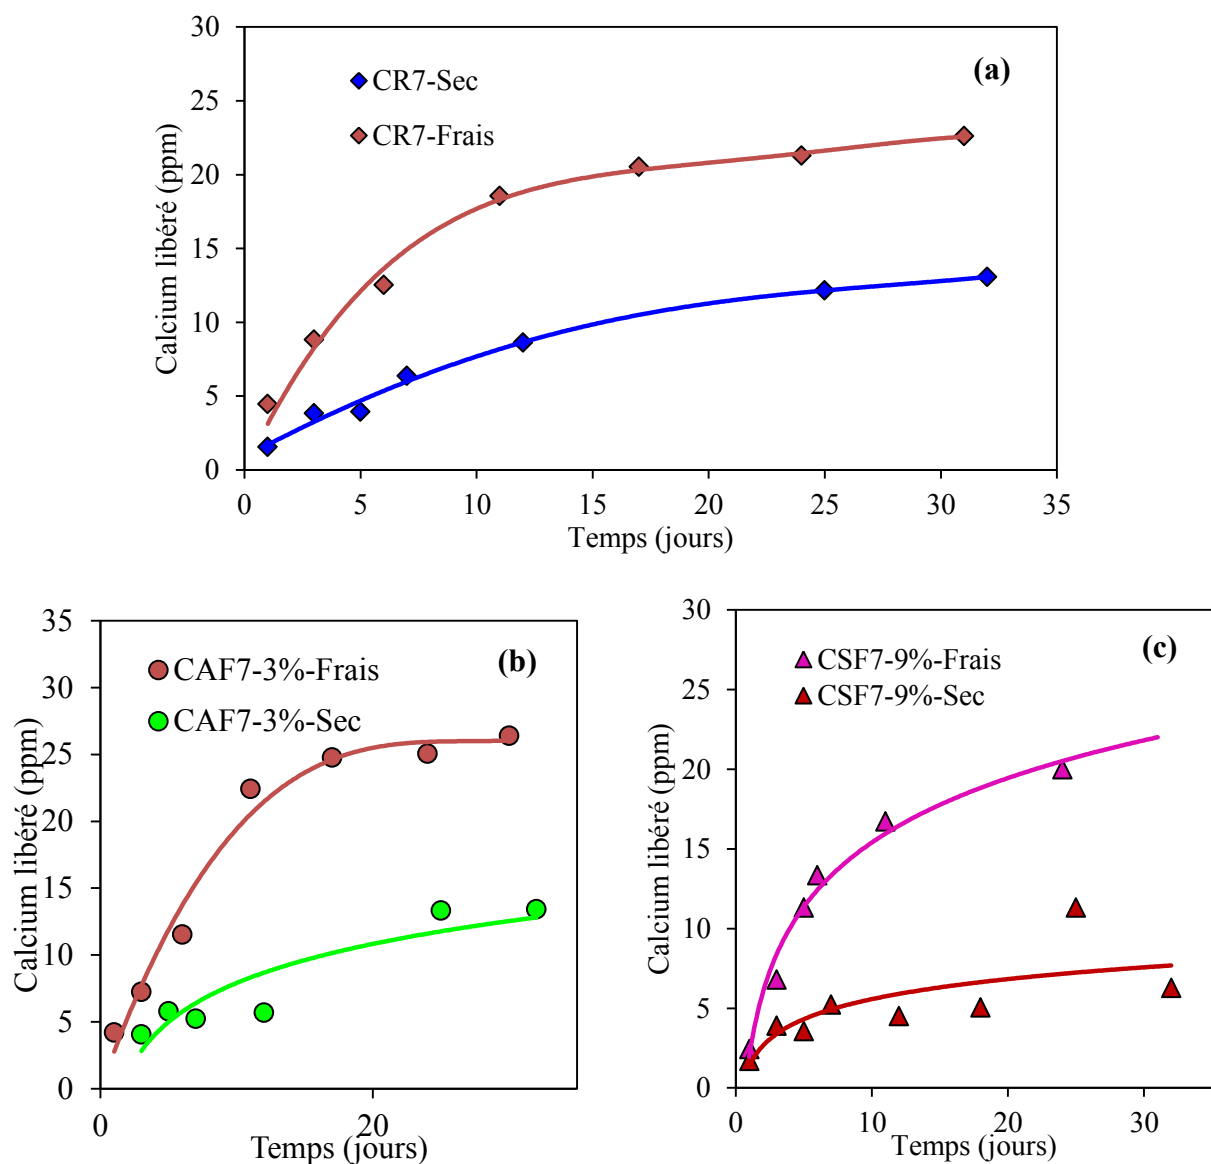 30
(a)
CR7-Sec
25
CR7-Frais
20
15
10
5
0
Calcium libéré (ppm)
0 5 10 15 20 25 30 35
Temps (jours)
35
(b)
CAF7-3%-Frais
30
CAF7-3%-Sec
25
20
15
10
5
0
Calcium libéré (ppm)
0 20
Temps (jours)
30
(c)
CSF7-9%-Frais
25
CSF7-9%-Sec
20
15
10
5
0
Calcium libéré (ppm)
0 10 20 30
Temps (jours)